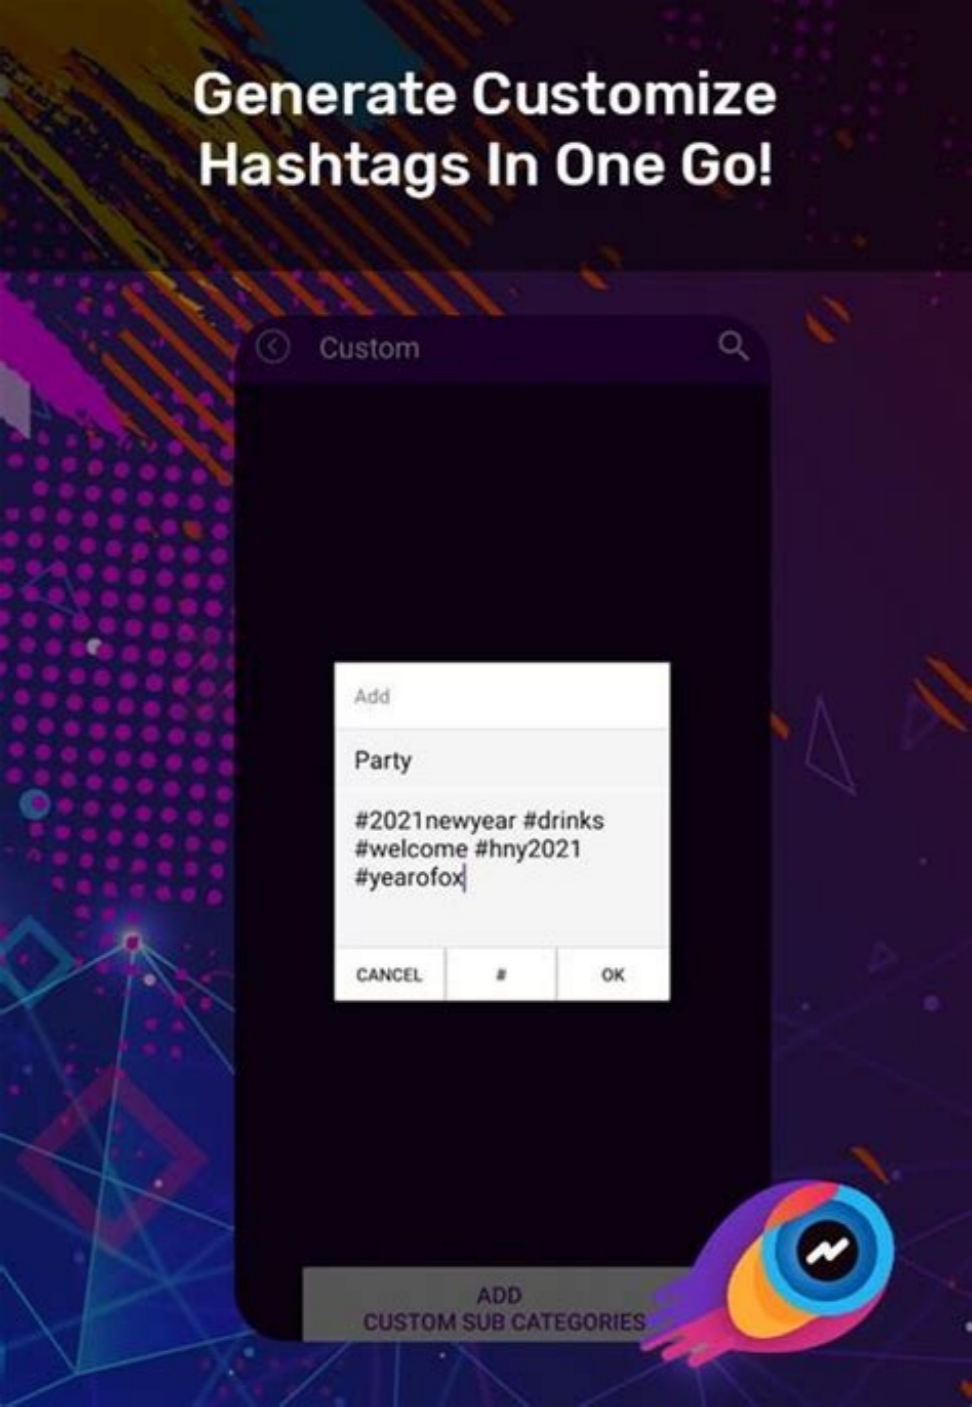 Generate Customize
Hashtags In One Go!
Custom
Add
Party
#2021newyear #drinks
#welcome #hny2021
#yearofox
CANCEL # OK
ADD
CUSTOM SUB CATEGORIES